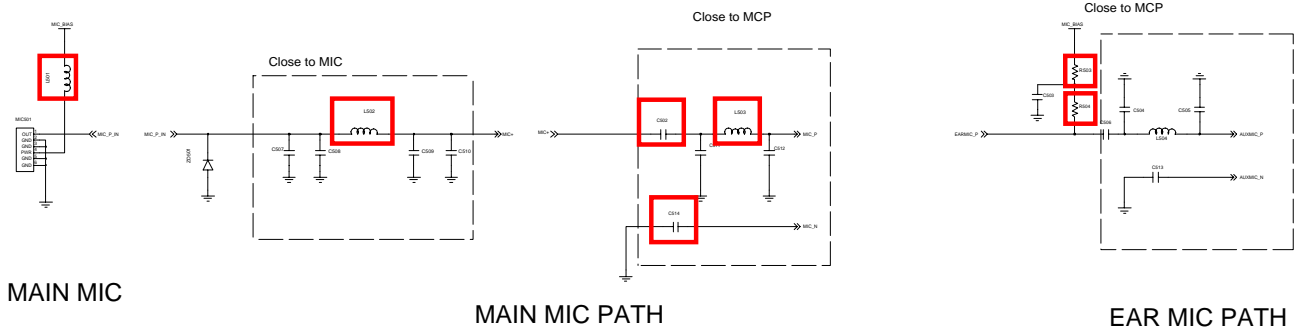 MIC_BIAS
L501
MIC501
OUT
GND
GND
PWR
GND
GND
MIC_P_IN
MAIN MIC
Close to MIC
MIC_P_IN
ZD501
C507
C508
L502
C509
C510
MIC+
Close to MCP
MIC+
C502
L503
MIC_P
C512
C514
MIC_N
MAIN MIC PATH
Close to MCP
MIC_BIAS
R503
C503
R504
C504
C505
EARMIC_P
C506
L504
AUXMIC_P
C513
AUXMIC_N
EAR MIC PATH